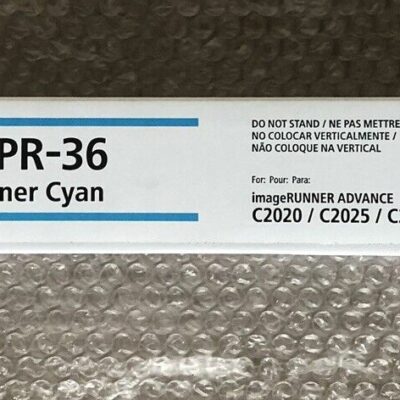 PR-36
ner Cyan
DO NOT STAND / NE PAS METTRE
NO COLOCAR VERTICALMENTE /
NÃO COLOQUE NA VERTICAL
For: Pour: Para:
imageRUNNER ADVANCE
C2020 / C2025 / C2